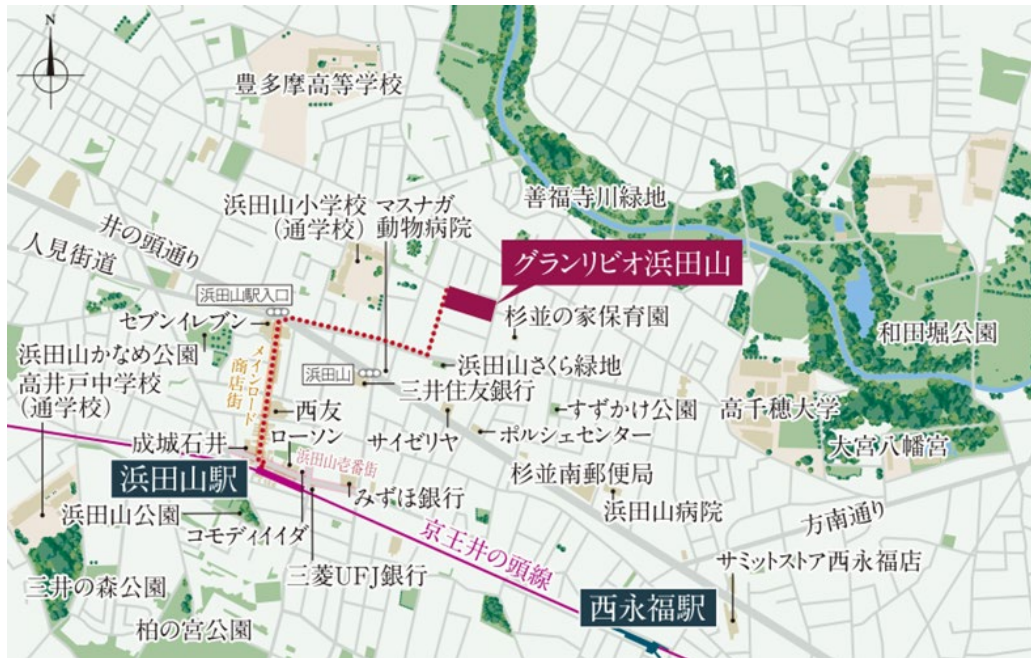 N
豊多摩高等学校
善福寺川緑地
浜田山小学校
（通学校）
マスナガ
動物病院
井の頭通り
人見街道
グランリビオ浜田山
浜田山駅入口
セブンイレブン
杉並の家保育園
和田堀公園
浜田山かなめ公園
高井戸中学校
（通学校）
メインロード
商店街
浜田山
浜田山さくら緑地
三井住友銀行
西友
サイゼリヤ
すずかけ公園
高千穂大学
ポルシェセンター
大宮八幡宮
成城石井
ローソン
浜田山壱番街
浜田山駅
みずほ銀行
杉並南郵便局
浜田山病院
方南通り
浜田山公園
コモディイイダ
三菱UFJ銀行
京王井の頭線
サミットストア西永福店
三井の森公園
柏の宮公園
西永福駅